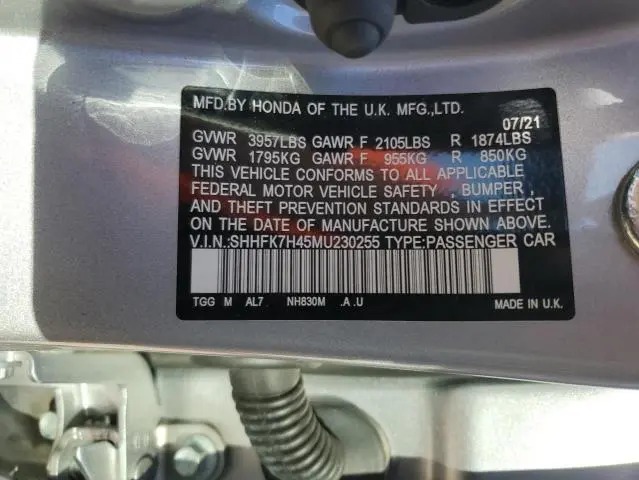 MFD.BY HONDA OF THE U.K. MFG.,LTD.
07/21
GVWR 3957LBS GAWR F 2105LBS R 1874LBS
GVWR 1795KG GAWR F 955KG R 850KG
THIS VEHICLE CONFORMS TO ALL APPLICABLE
FEDERAL MOTOR VEHICLE SAFETY , BUMPER ,
AND THEFT PREVENTION STANDARDS IN EFFECT
ON THE DATE OF MANUFACTURE SHOWN ABOVE.
V.I.N.:SHHFK7H45MU230255 TYPE:PASSENGER CAR
TGG M AL7 NH830M .A .U MADE IN U.K.